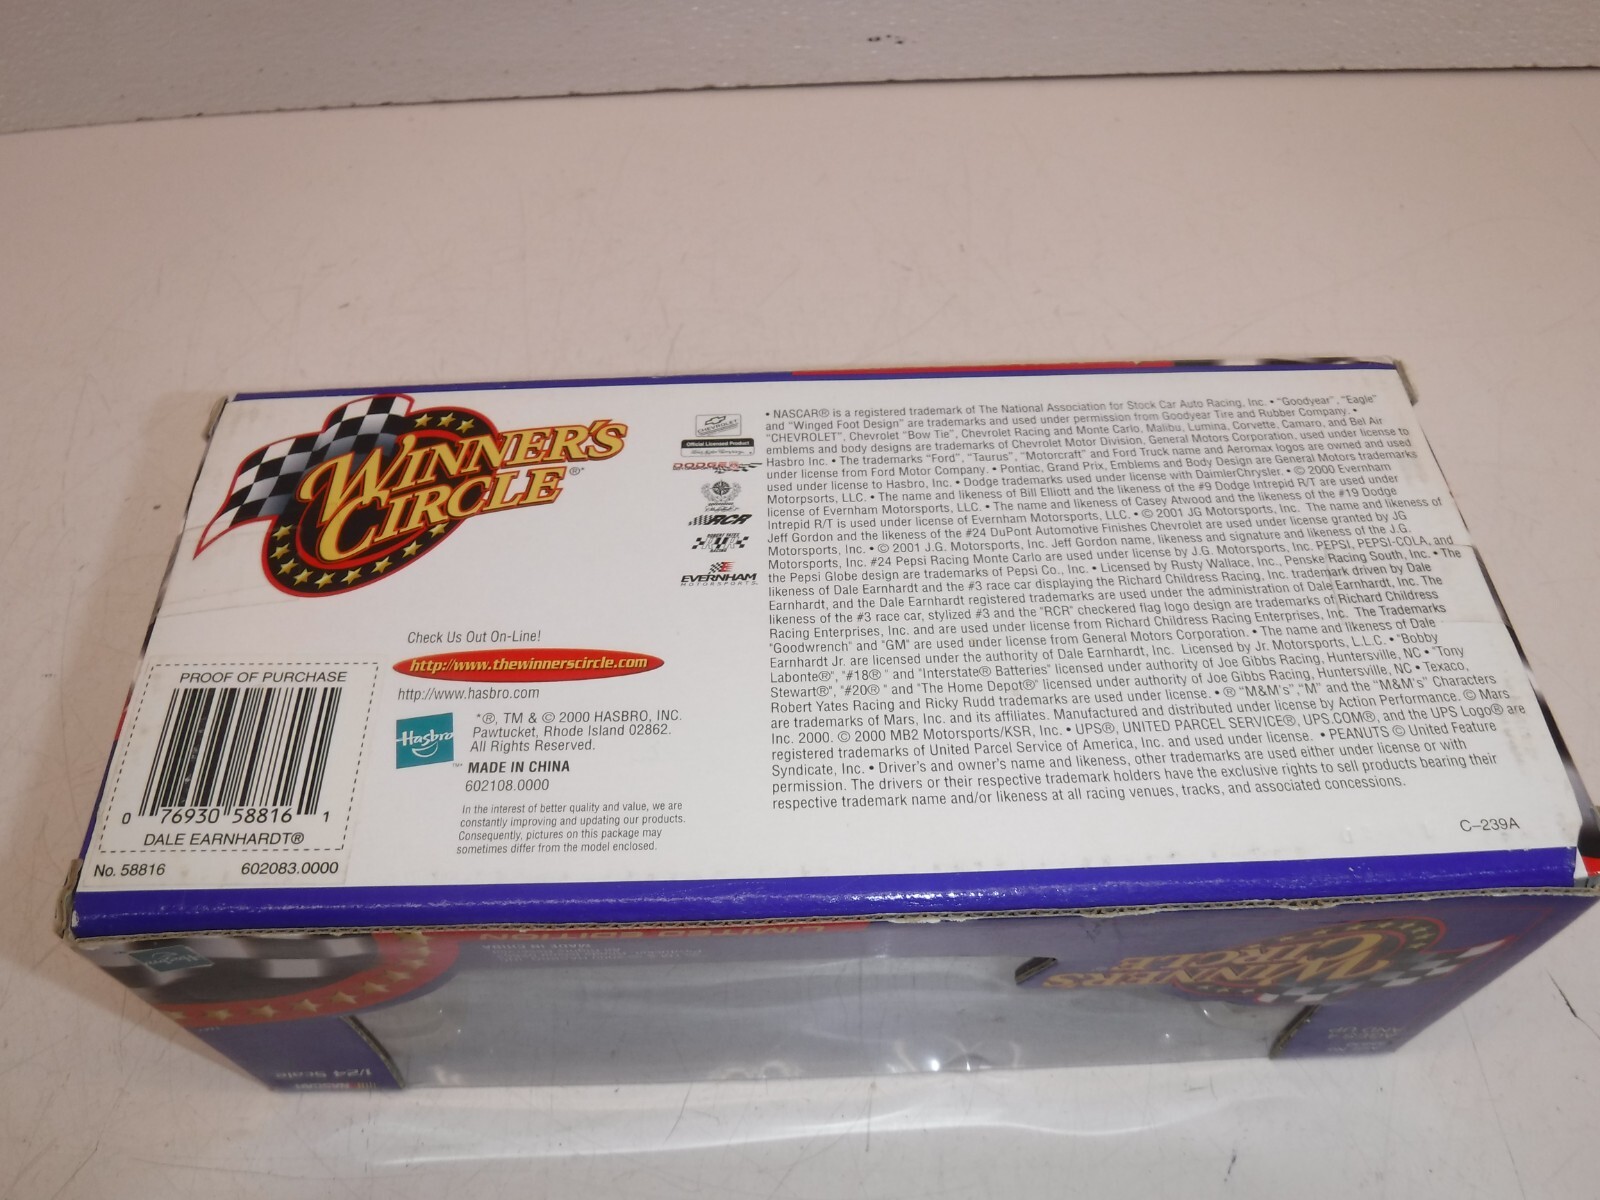 WINNER'S
CIRCLE®*
CHEVROLET
Official Licensed Product
DODGE
RCR
ROBERT YATES
RACING
EVERNHAM
MOTORSPORTS
Check Us Out On-Line!
http://www.thewinnerscircle.com
http://www.hasbro.com
Hasbro
*®, TM & © 2000 HASBRO, INC.
Pawtucket, Rhode Island 02862.
All Rights Reserved.
™* MADE IN CHINA
602108.0000
In the interest of better quality and value, we are
constantly improving and updating our products.
Consequently, pictures on this package may
sometimes differ from the model enclosed.
PROOF OF PURCHASE
0 76930 58816 1
DALE EARNHARDT®
No. 58816 602083.0000
• NASCAR® is a registered trademark of The National Association for Stock Car Auto Racing, Inc. • "Goodyear", "Eagle"
and "Winged Foot Design" are trademarks and used under permission from Goodyear Tire and Rubber Company. •
"CHEVROLET", Chevrolet "Bow Tie", Chevrolet Racing and Monte Carlo, Malibu, Lumina, Corvette, Camaro, and Bel Air
emblems and body designs are trademarks of Chevrolet Motor Division, General Motors Corporation, used under license to
Hasbro Inc. • The trademarks "Ford", "Taurus", "Motorcraft" and Ford Truck name and Aeromax logos are owned and used
under license from Ford Motor Company. • Pontiac, Grand Prix, Emblems and Body Design are General Motors trademarks
used under license to Hasbro, Inc. • Dodge trademarks used under license with DaimlerChrysler. • © 2000 Evernham
Motorpsorts, LLC. • The name and likeness of Bill Elliott and the likeness of the #9 Dodge Intrepid R/T are used under
license of Evernham Motorsports, LLC. • The name and likeness of Casey Atwood and the likeness of the #19 Dodge
Intrepid R/T is used under license of Evernham Motorsports, LLC. • © 2001 JG Motorsports, Inc. The name and likeness of
Jeff Gordon and the likeness of the #24 DuPont Automotive Finishes Chevrolet are used under license granted by JG
Motorsports, Inc. • © 2001 J.G. Motorsports, Inc. Jeff Gordon name, likeness and signature and likeness of the J.G.
Motorsports, Inc. #24 Pepsi Racing Monte Carlo are used under license by J.G. Motorsports, Inc. PEPSI, PEPSI-COLA, and
the Pepsi Globe design are trademarks of Pepsi Co., Inc. • Licensed by Rusty Wallace, Inc., Penske Racing South, Inc. • The
likeness of Dale Earnhardt and the #3 race car displaying the Richard Childress Racing, Inc. trademark driven by Dale
Earnhardt, and the Dale Earnhardt registered trademarks are used under the administration of Dale Earnhardt, Inc. The
likeness of the #3 race car, stylized #3 and the "RCR" checkered flag logo design are trademarks of Richard Childress
Racing Enterprises, Inc. and are used under license from Richard Childress Racing Enterprises, Inc. The Trademarks
"Goodwrench" and "GM" are used under license from General Motors Corporation. • The name and likeness of Dale
Earnhardt Jr. are licensed under the authority of Dale Earnhardt, Inc. Licensed by Jr. Motorsports, L.L.C. • "Bobby
Labonte®", "#18®" and "Interstate® Batteries" licensed under authority of Joe Gibbs Racing, Huntersville, NC • "Tony
Stewart®", "#20®" and "The Home Depot®" licensed under authority of Joe Gibbs Racing, Huntersville, NC • Texaco,
Robert Yates Racing and Ricky Rudd trademarks are used under license. • ® "M&M's", "M" and the "M&M's" Characters
are trademarks of Mars, Inc. and its affiliates. Manufactured and distributed under license by Action Performance. © Mars
Inc. 2000. © 2000 MB2 Motorsports/KSR, Inc. • UPS®, UNITED PARCEL SERVICE®, UPS.COM®, and the UPS Logo® are
registered trademarks of United Parcel Service of America, Inc. and used under license. • PEANUTS © United Feature
Syndicate, Inc. • Driver's and owner's name and likeness, other trademarks are used either under license or with
permission. The drivers or their respective trademark holders have the exclusive rights to sell products bearing their
respective trademark name and/or likeness at all racing venues, tracks, and associated concessions.
C–239A
LIMITED EDITION
MADE IN CHINA
Hasbro
WINNER'S
CIRCLE
AGES 4
AND UP
1/24 Scale
NASCAR